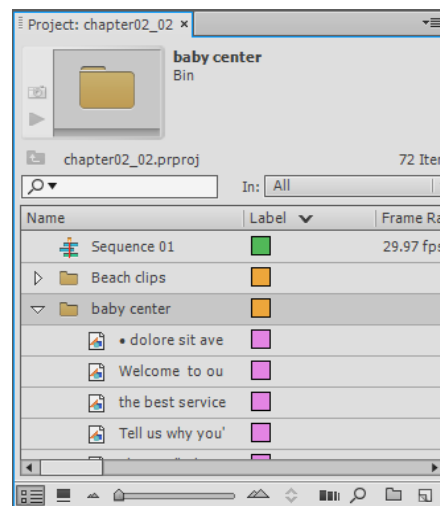 Project: chapter02_02 ×
baby center
Bin
chapter02_02.prproj 72 Iter
In: All
Name Label Frame Ra
Sequence 01 29.97 fps
Beach clips
baby center
• dolore sit ave
Welcome to ou
the best service
Tell us why you'